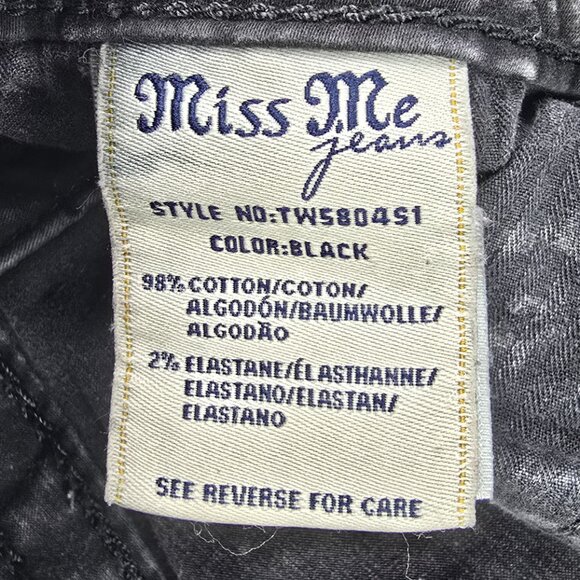 Miss Me
jeans
STYLE NO:TW5804S1
COLOR:BLACK
98% COTTON/COTON/
ALGODÓN/BAUMWOLLE/
ALGODÃO
2% ELASTANE/ÉLASTHANNE/
ELASTANO/ELASTAN/
ELASTANO
SEE REVERSE FOR CARE